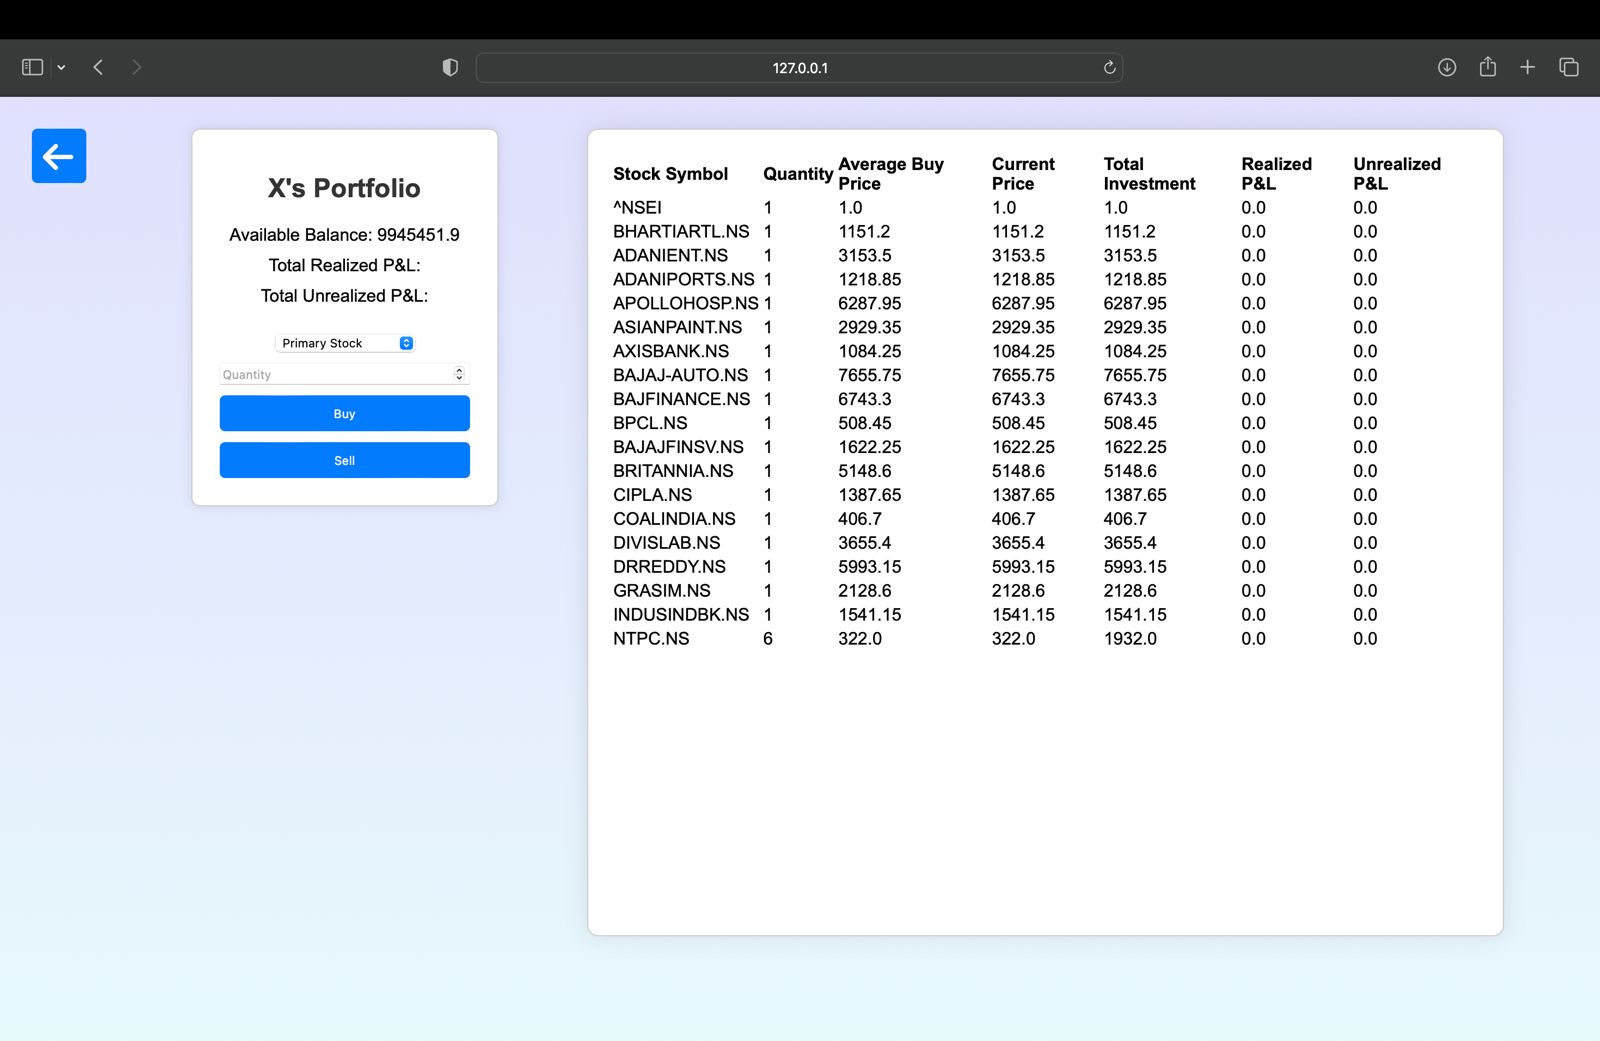 127.0.0.1
X's Portfolio
Available Balance: 9945451.9
Total Realized P&L:
Total Unrealized P&L:
Primary Stock
Quantity
Buy
Sell
Stock Symbol Quantity Average Buy Price Current Price Total Investment Realized P&L Unrealized P&L
^NSEI 1 1.0 1.0 1.0 0.0 0.0
BHARTIARTL.NS 1 1151.2 1151.2 1151.2 0.0 0.0
ADANIENT.NS 1 3153.5 3153.5 3153.5 0.0 0.0
ADANIPORTS.NS 1 1218.85 1218.85 1218.85 0.0 0.0
APOLLOHOSP.NS 1 6287.95 6287.95 6287.95 0.0 0.0
ASIANPAINT.NS 1 2929.35 2929.35 2929.35 0.0 0.0
AXISBANK.NS 1 1084.25 1084.25 1084.25 0.0 0.0
BAJAJ-AUTO.NS 1 7655.75 7655.75 7655.75 0.0 0.0
BAJFINANCE.NS 1 6743.3 6743.3 6743.3 0.0 0.0
BPCL.NS 1 508.45 508.45 508.45 0.0 0.0
BAJAJFINSV.NS 1 1622.25 1622.25 1622.25 0.0 0.0
BRITANNIA.NS 1 5148.6 5148.6 5148.6 0.0 0.0
CIPLA.NS 1 1387.65 1387.65 1387.65 0.0 0.0
COALINDIA.NS 1 406.7 406.7 406.7 0.0 0.0
DIVISLAB.NS 1 3655.4 3655.4 3655.4 0.0 0.0
DRREDDY.NS 1 5993.15 5993.15 5993.15 0.0 0.0
GRASIM.NS 1 2128.6 2128.6 2128.6 0.0 0.0
INDUSINDBK.NS 1 1541.15 1541.15 1541.15 0.0 0.0
NTPC.NS 6 322.0 322.0 1932.0 0.0 0.0